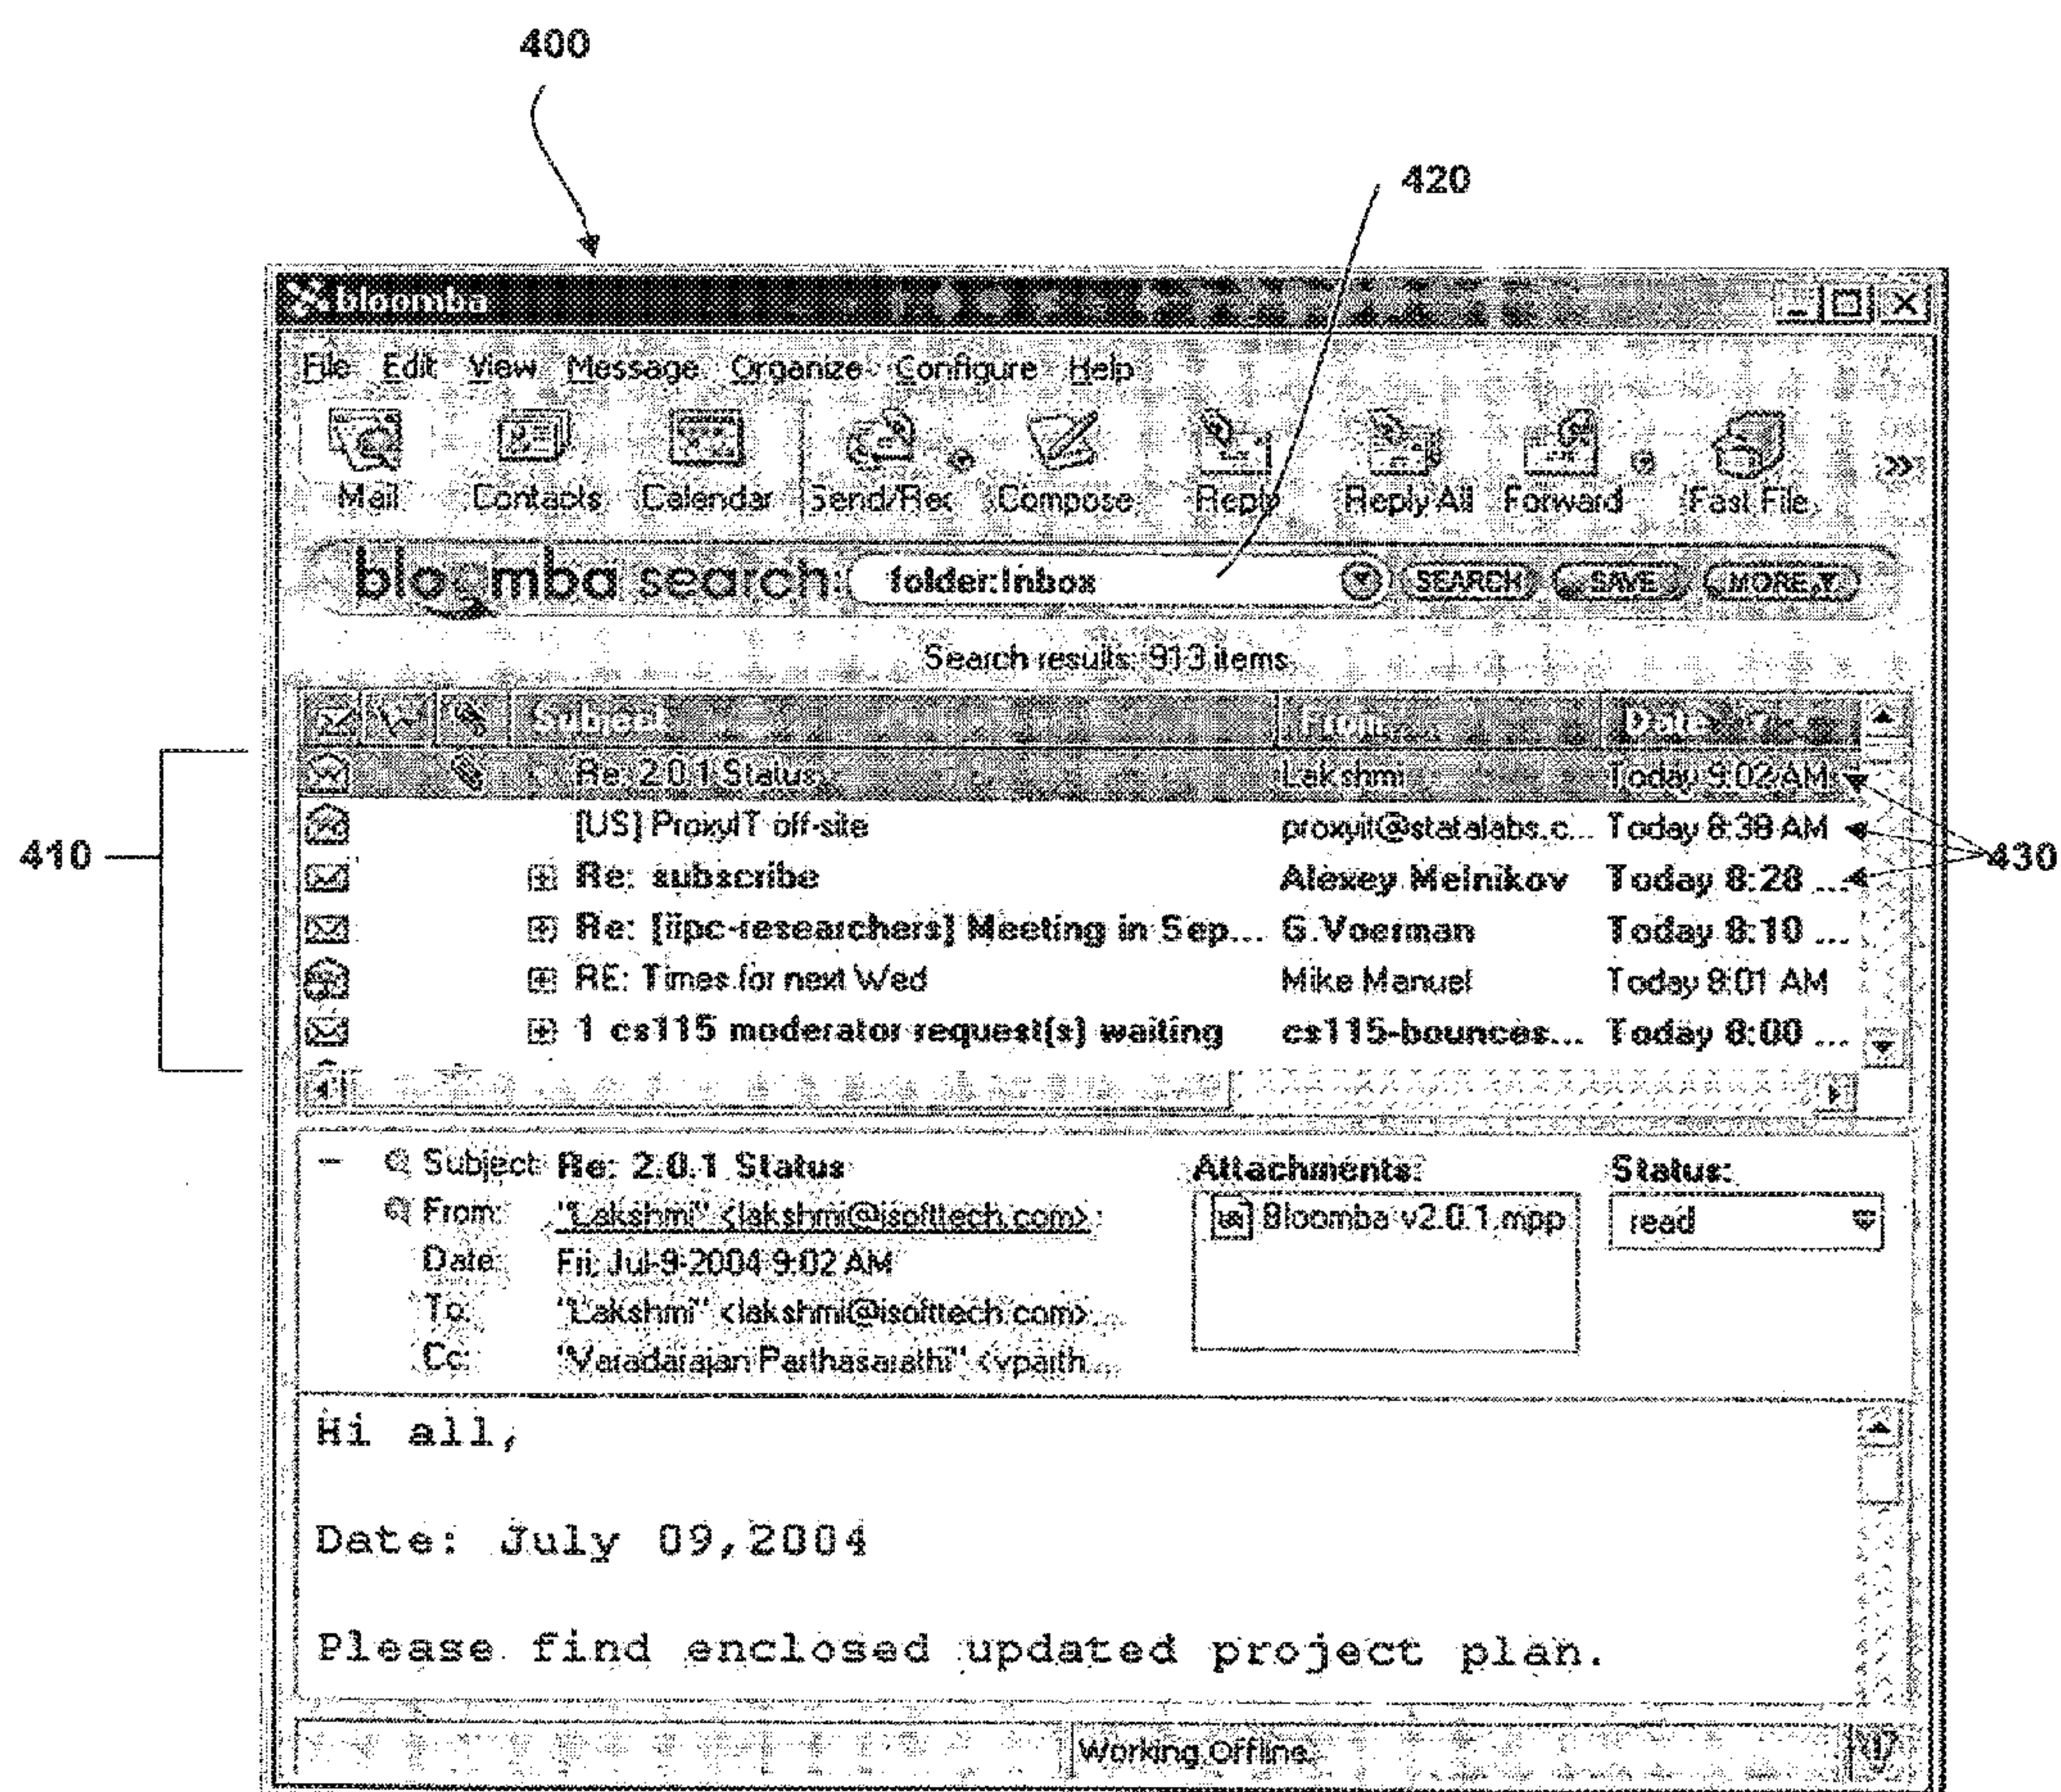 400
420
bloomba
File Edit View Message Organize Configure Help
Mail Contacts Calendar Send/Rec Compose Reply Reply All Forward Fast File »
bloomba search: folder:Inbox SEARCH SAVE MORE
Search results: 913 items
Subject From Date
Re: 2.0.1 Status Lakshmi Today 9:02 AM
[US] ProxyIT off-site proxyit@statalabs.c... Today 8:38 AM
410
430
Re: subscribe Alexey Melnikov Today 8:28 ...
Re: [iipc-researchers] Meeting in Sep... G.Voerman Today 8:10 ...
RE: Times for next Wed Mike Manuel Today 8:01 AM
1 cs115 moderator request(s) waiting cs115-bounces... Today 8:00 ...
Subject: Re: 2.0.1 Status Attachments: Status:
From: "Lakshmi" <lakshmi@isofttech.com> Bloomba v2.0.1.mpp read
Date: Fri, Jul-9-2004 9:02 AM
To: "Lakshmi" <lakshmi@isofttech.com>
Cc: "Varadarajan Parthasarathi" <vparth...
Hi all,
Date: July 09,2004
Please find enclosed updated project plan.
Working Offline